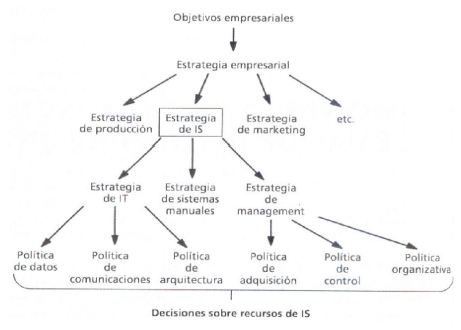 Objetivos empresariales
Estrategia empresarial
Estrategia
de producción
Estrategia
de IS
Estrategia
de marketing
etc.
Estrategia
de IT
Estrategia
de sistemas
manuales
Estrategia
de
management
Política
de datos
Política
de
comunicaciones
Política
de
arquitectura
Política
de
adquisición
Política
de
control
Política
organizativa
Decisiones sobre recursos de IS